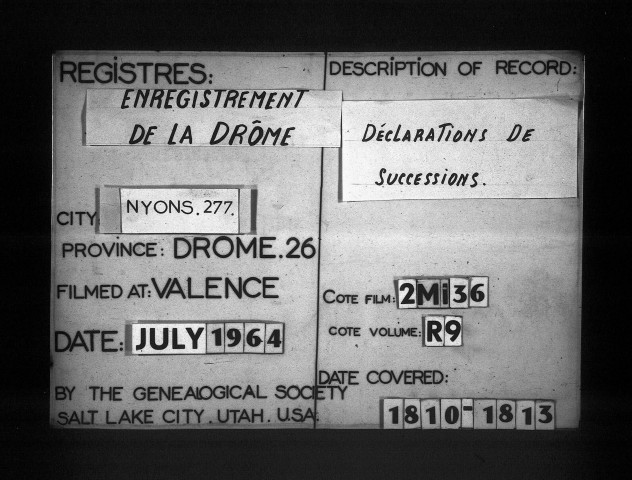 REGISTRES:
ENREGISTREMENT
DE LA DRÔME
CITY NYONS.277.
PROVINCE: DROME.26
FILMED AT: VALENCE
DATE: JULY 1964
BY THE GENEALOGICAL SOCIETY
SALT LAKE CITY. UTAH. U.S.A.
DESCRIPTION OF RECORD:
DÉCLARATIONS DE
SUCCESSIONS.
COTE FILM: 2Mi36
COTE VOLUME: R9
DATE COVERED:
1810-1813